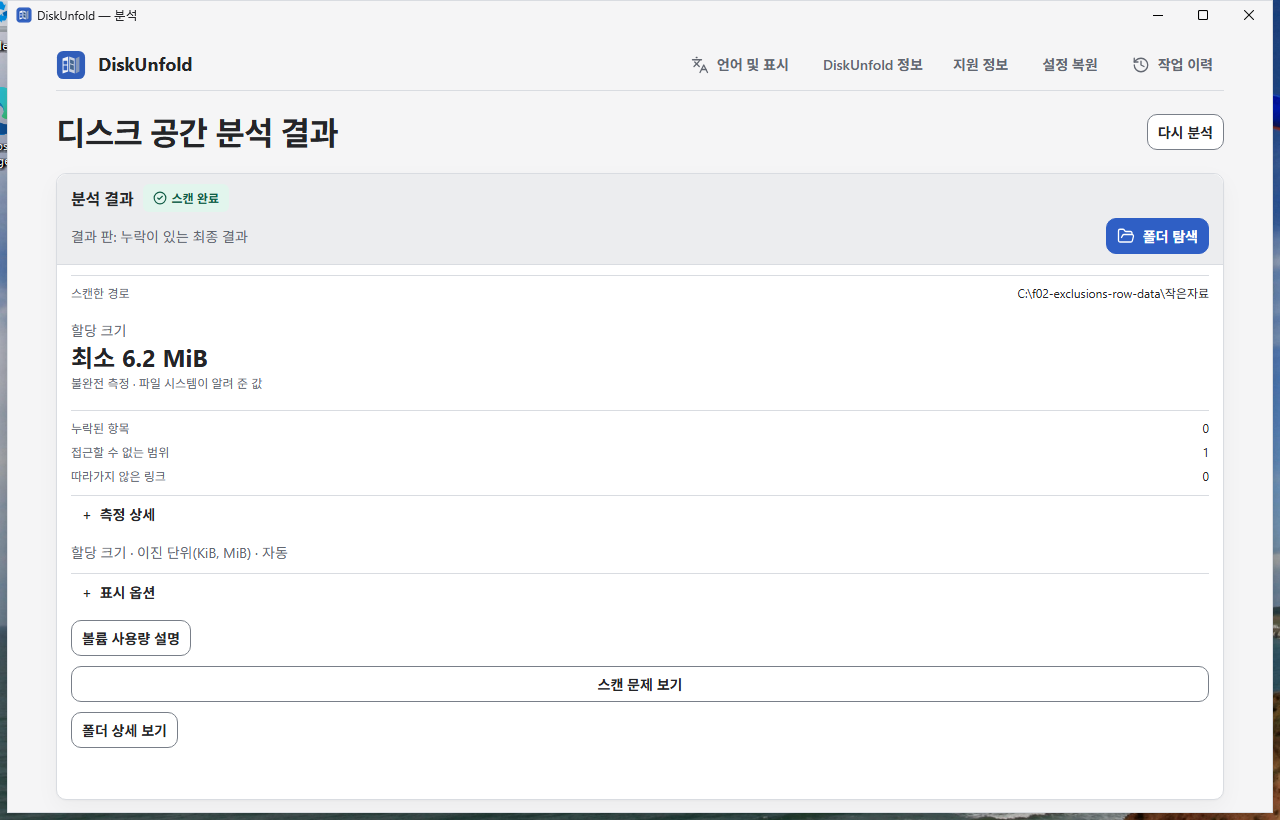 DiskUnfold — 분석
DiskUnfold
언어 및 표시
DiskUnfold 정보
지원 정보
설정 복원
작업 이력
디스크 공간 분석 결과
다시 분석
분석 결과
스캔 완료
결과 판: 누락이 있는 최종 결과
폴더 탐색
스캔한 경로
C:\f02-exclusions-row-data\작은자료
할당 크기
최소 6.2 MiB
불완전 측정 · 파일 시스템이 알려 준 값
누락된 항목 0
접근할 수 없는 범위 1
따라가지 않은 링크 0
+ 측정 상세
할당 크기 · 이진 단위(KiB, MiB) · 자동
+ 표시 옵션
볼륨 사용량 설명
스캔 문제 보기
폴더 상세 보기